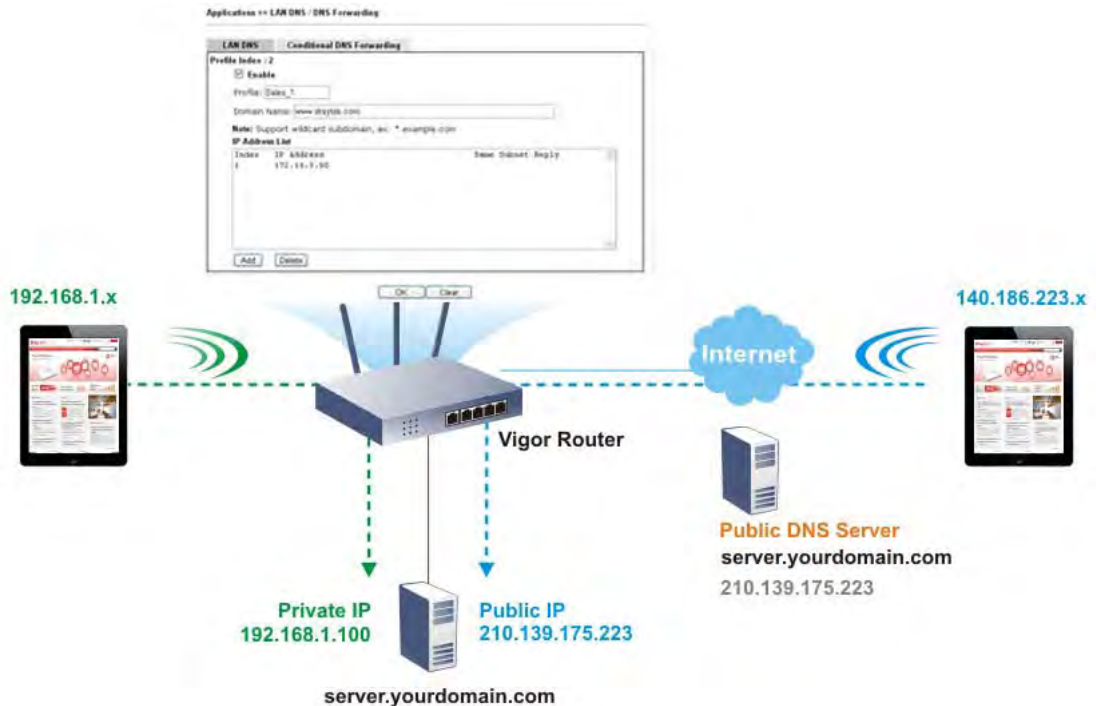 Applications >> LAN DNS / DNS Forwarding
LAN DNS Conditional DNS Forwarding
Profile Index : 2
Enable
Profile: Sales_1
Domain Name: www.draytek.com
Note: Support wildcard subdomain, ex: *.example.com
IP Address List
Index IP Address Same Subnet Reply
1
Add Delete
OK Clear
192.168.1.x
140.186.223.x
Internet
Vigor Router
Public DNS Server
server.yourdomain.com
210.139.175.223
Private IP
192.168.1.100
Public IP
210.139.175.223
server.yourdomain.com